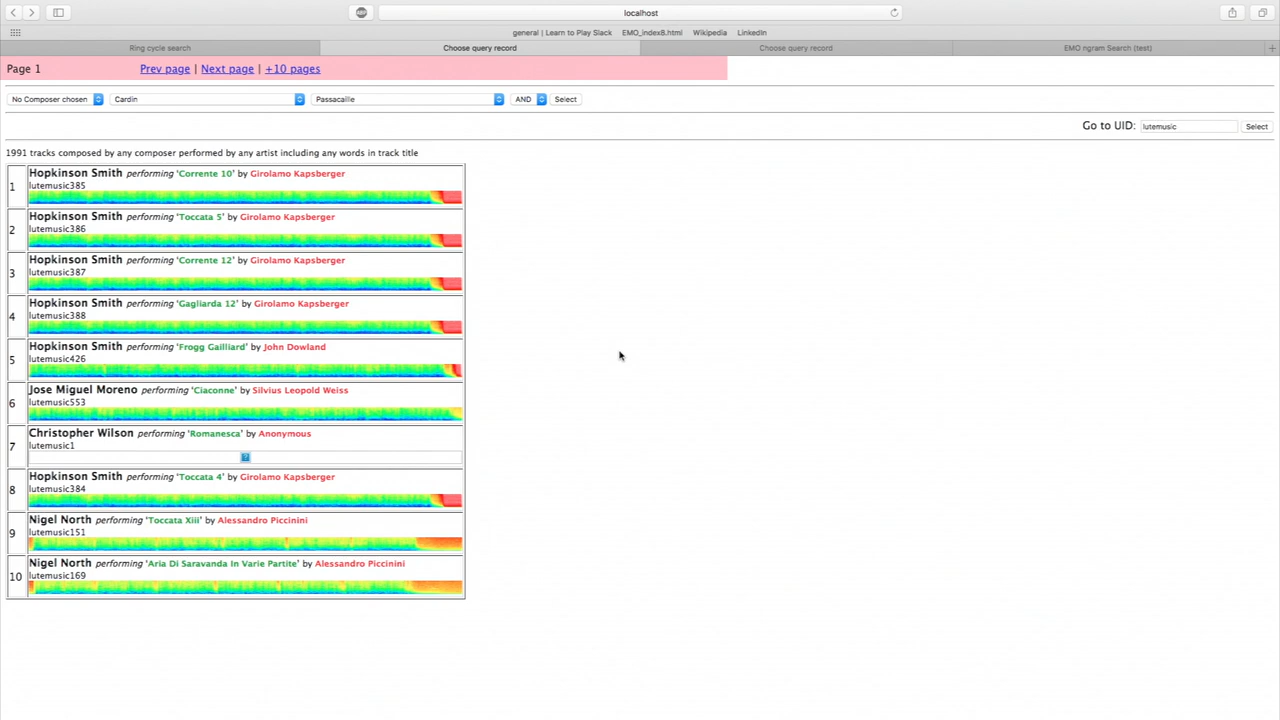 localhost
general | Learn to Play Slack EMO_index8.html Wikipedia LinkedIn
Ring cycle search Choose query record Choose query record EMO ngram Search (test)
Page 1 Prev page | Next page | +10 pages
No Composer chosen Cardin Passacaille AND Select
Go to UID: lutemusic Select
1991 tracks composed by any composer performed by any artist including any words in track title
1 Hopkinson Smith performing 'Corrente 10' by Girolamo Kapsberger
lutemusic385
2 Hopkinson Smith performing 'Toccata 5' by Girolamo Kapsberger
lutemusic386
3 Hopkinson Smith performing 'Corrente 12' by Girolamo Kapsberger
lutemusic387
4 Hopkinson Smith performing 'Gagliarda 12' by Girolamo Kapsberger
lutemusic388
5 Hopkinson Smith performing 'Frogg Gailliard' by John Dowland
lutemusic426
6 Jose Miguel Moreno performing 'Ciaconne' by Silvius Leopold Weiss
lutemusic553
7 Christopher Wilson performing 'Romanesca' by Anonymous
lutemusic1
8 Hopkinson Smith performing 'Toccata 4' by Girolamo Kapsberger
lutemusic384
9 Nigel North performing 'Toccata Xiii' by Alessandro Piccinini
lutemusic151
10 Nigel North performing 'Aria Di Saravanda In Varie Partite' by Alessandro Piccinini
lutemusic169